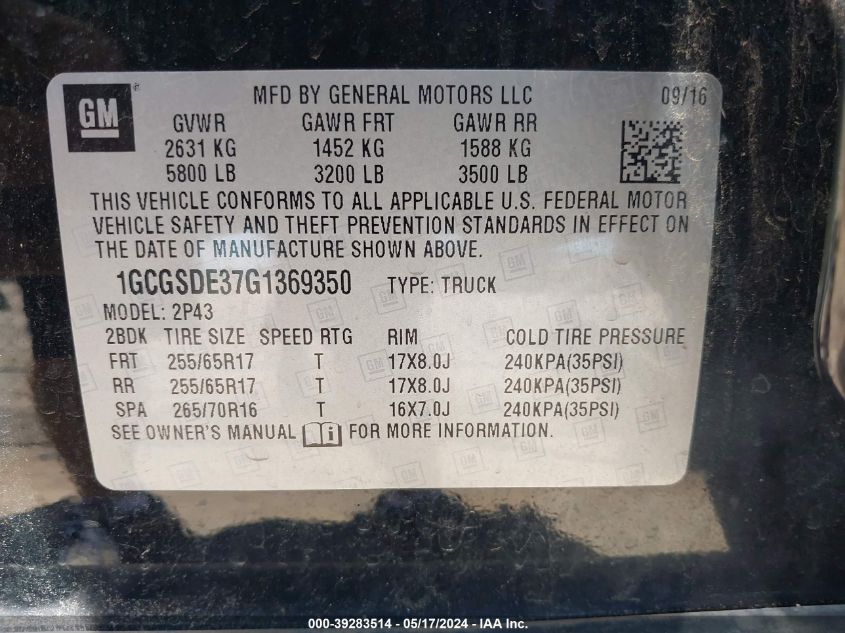 GM
MFD BY GENERAL MOTORS LLC 09/16
GVWR GAWR FRT GAWR RR
2631 KG 1452 KG 1588 KG
5800 LB 3200 LB 3500 LB
THIS VEHICLE CONFORMS TO ALL APPLICABLE U.S. FEDERAL MOTOR
VEHICLE SAFETY AND THEFT PREVENTION STANDARDS IN EFFECT ON
THE DATE OF MANUFACTURE SHOWN ABOVE.
1GCGSDE37G1369350 TYPE: TRUCK
MODEL: 2P43
2BDK TIRE SIZE SPEED RTG RIM COLD TIRE PRESSURE
FRT 255/65R17 T 17X8.0J 240KPA(35PSI)
RR 255/65R17 T 17X8.0J 240KPA(35PSI)
SPA 265/70R16 T 16X7.0J 240KPA(35PSI)
SEE OWNER'S MANUAL i FOR MORE INFORMATION.
000-39283514 - 05/17/2024 - IAA Inc.